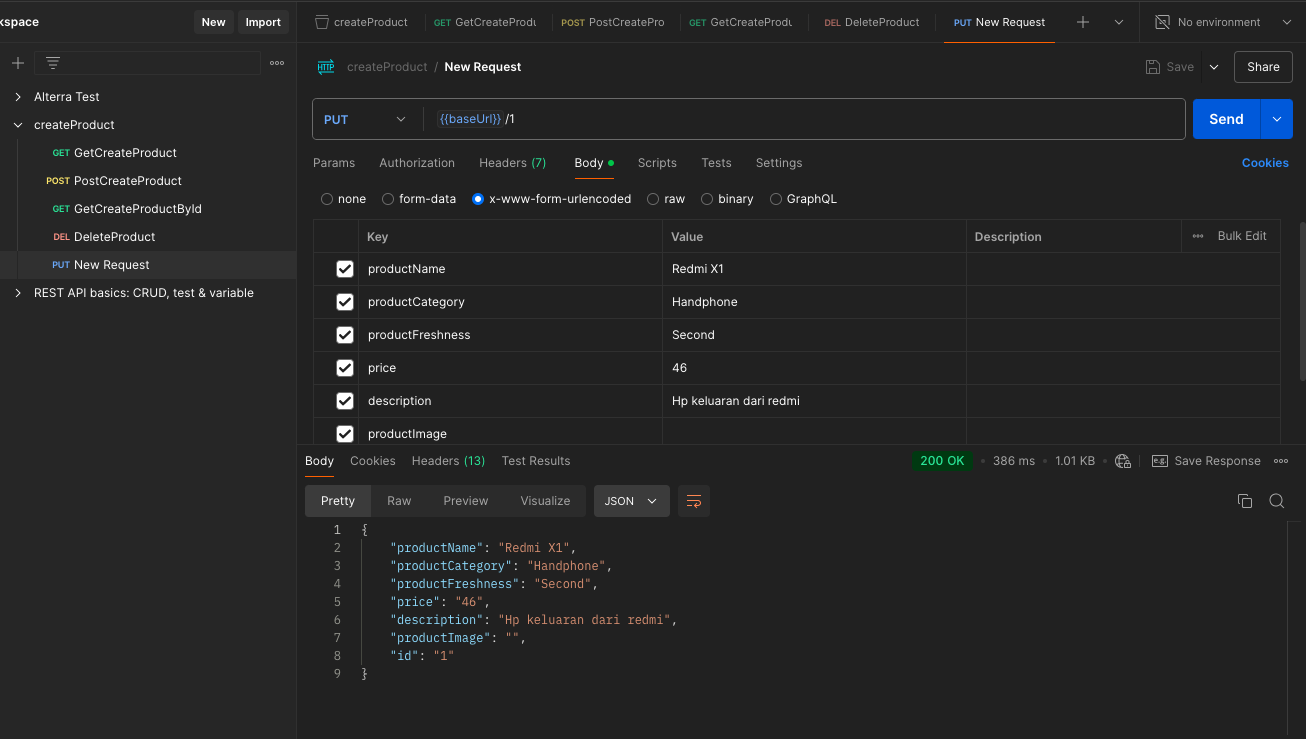 kspace
New
Import
createProduct
GET GetCreateProdu
POST PostCreatePro
GET GetCreateProdu
DEL DeleteProduct
PUT New Request
No environment
Alterra Test
createProduct
GET GetCreateProduct
POST PostCreateProduct
GET GetCreateProductById
DEL DeleteProduct
PUT New Request
REST API basics: CRUD, test & variable
HTTP createProduct / New Request
Save
Share
PUT
{{baseUrl}} /1
Send
Params
Authorization
Headers (7)
Body
Scripts
Tests
Settings
Cookies
none
form-data
x-www-form-urlencoded
raw
binary
GraphQL
Key Value Description Bulk Edit
productName Redmi X1
productCategory Handphone
productFreshness Second
price 46
description Hp keluaran dari redmi
productImage
Body
Cookies
Headers (13)
Test Results
200 OK
386 ms
1.01 KB
e.g. Save Response
Pretty
Raw
Preview
Visualize
JSON
1 {
2 "productName": "Redmi X1",
3 "productCategory": "Handphone",
4 "productFreshness": "Second",
5 "price": "46",
6 "description": "Hp keluaran dari redmi",
7 "productImage": "",
8 "id": "1"
9 }